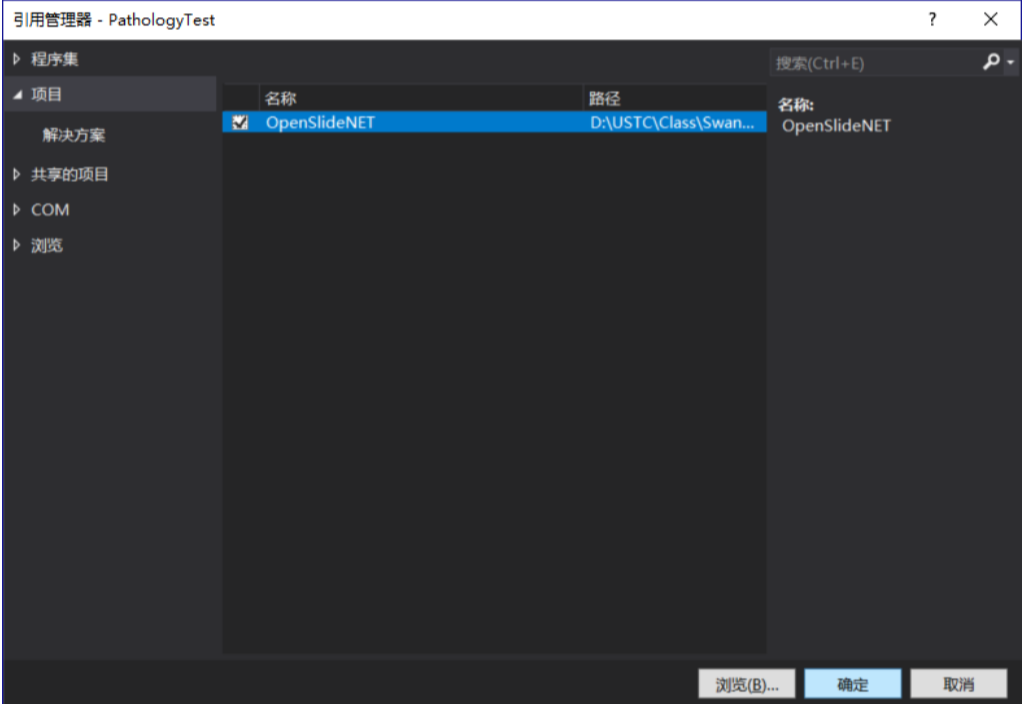 引用管理器 - PathologyTest
?
程序集
搜索(Ctrl+E)
项目
解决方案
共享的项目
COM
浏览
名称 路径
OpenSlideNET D:\USTC\Class\Swan...
名称:
OpenSlideNET
浏览(B)... 确定 取消